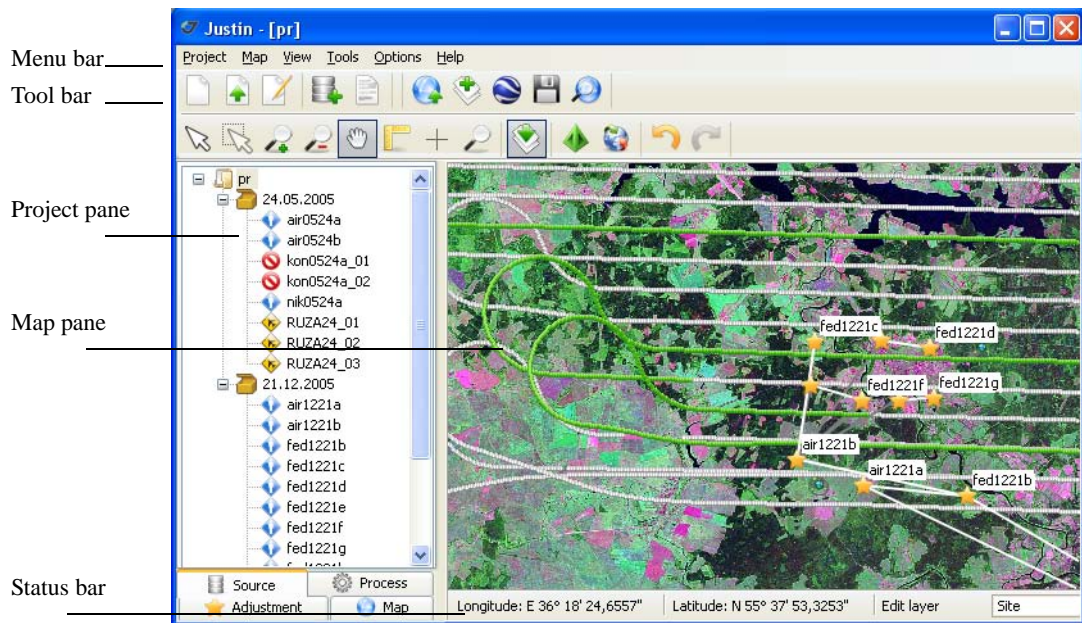 Justin - [pr]
Menu bar
Project Map View Tools Options Help
Tool bar
Project pane
pr
24.05.2005
air0524a
air0524b
kon0524a_01
kon0524a_02
nik0524a
RUZA24_01
RUZA24_02
RUZA24_03
21.12.2005
air1221a
air1221b
fed1221b
fed1221c
fed1221d
fed1221e
fed1221f
fed1221g
Map pane
fed1221c
fed1221d
fed1221f
fed1221g
air1221b
air1221a
fed1221b
Source
Process
Adjustment
Map
Status bar
Longitude: E 36° 18' 24,6557"
Latitude: N 55° 37' 53,3253"
Edit layer
Site